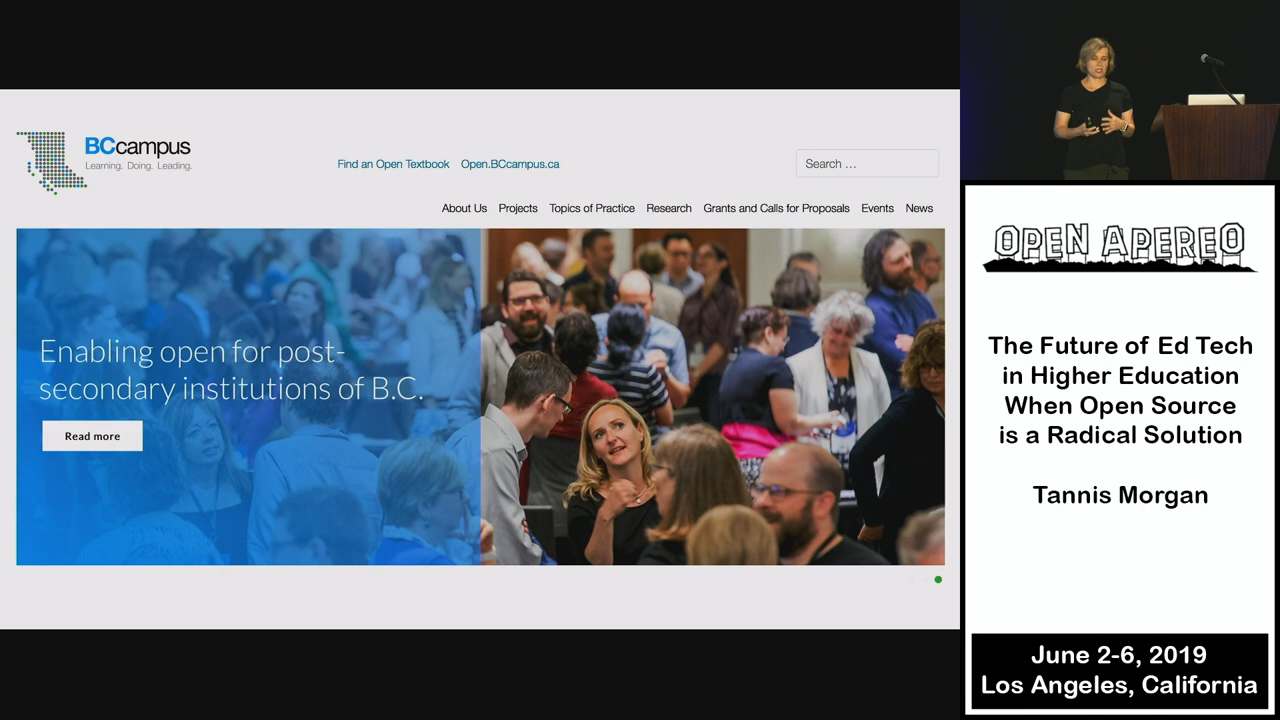 BCcampus
Learning. Doing. Leading.
Find an Open Textbook Open.BCcampus.ca
Search ...
About Us Projects Topics of Practice Research Grants and Calls for Proposals Events News
Enabling open for post-
secondary institutions of B.C.
Read more
OPEN APEREO
The Future of Ed Tech
in Higher Education
When Open Source
is a Radical Solution
Tannis Morgan
June 2-6, 2019
Los Angeles, California